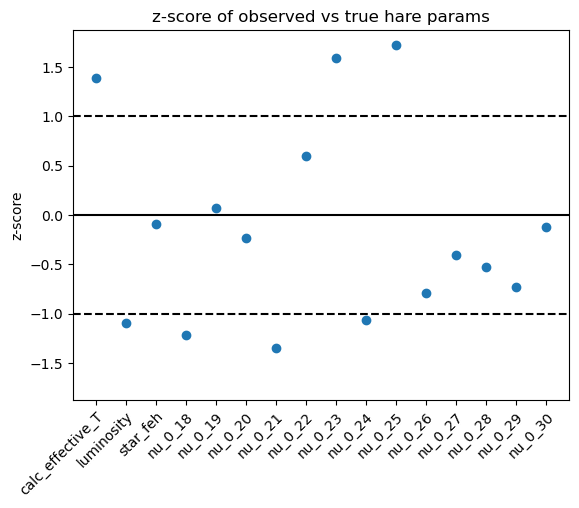 z-score of observed vs true hare params
z-score
1.5
1.0
0.5
0.0
−0.5
−1.0
−1.5
calc_effective_T
luminosity
star_feh
nu_0_18
nu_0_19
nu_0_20
nu_0_21
nu_0_22
nu_0_23
nu_0_24
nu_0_25
nu_0_26
nu_0_27
nu_0_28
nu_0_29
nu_0_30